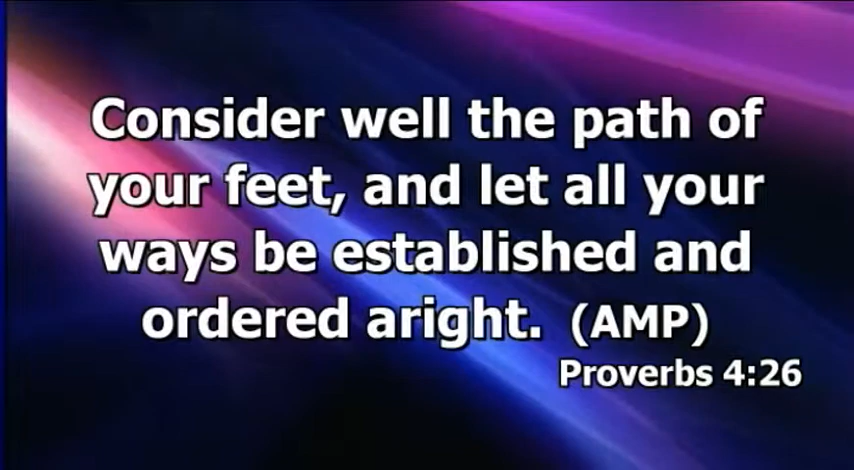 Consider well the path of
your feet, and let all your
ways be established and
ordered aright. (AMP)
Proverbs 4:26